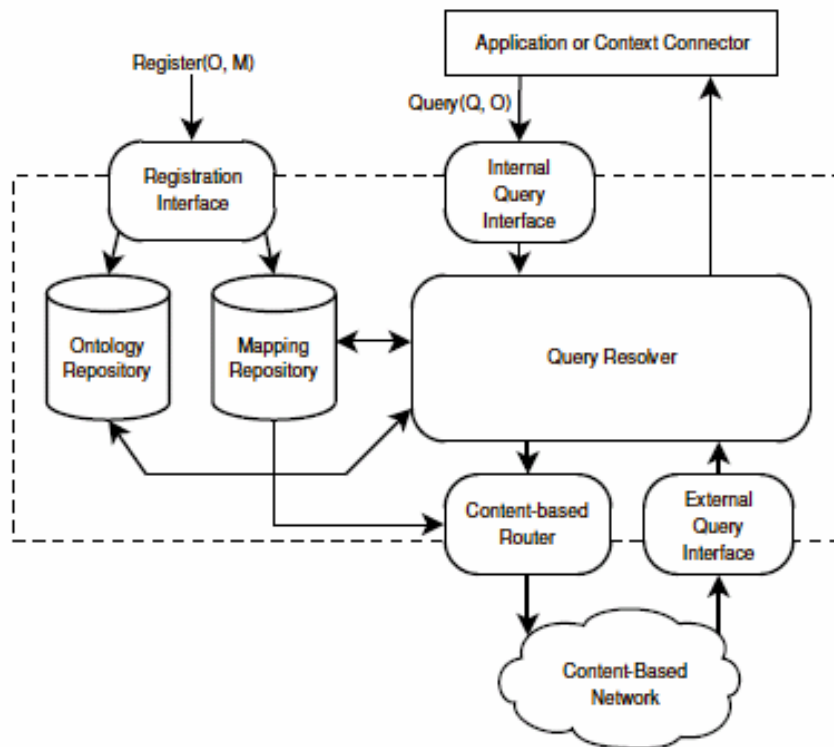 Application or Context Connector
Register(O, M)
Query(Q, O)
Registration
Interface
Internal
Query
Interface
Ontology
Repository
Mapping
Repository
Query Resolver
Content-based
Router
External
Query
Interface
Content-Based
Network